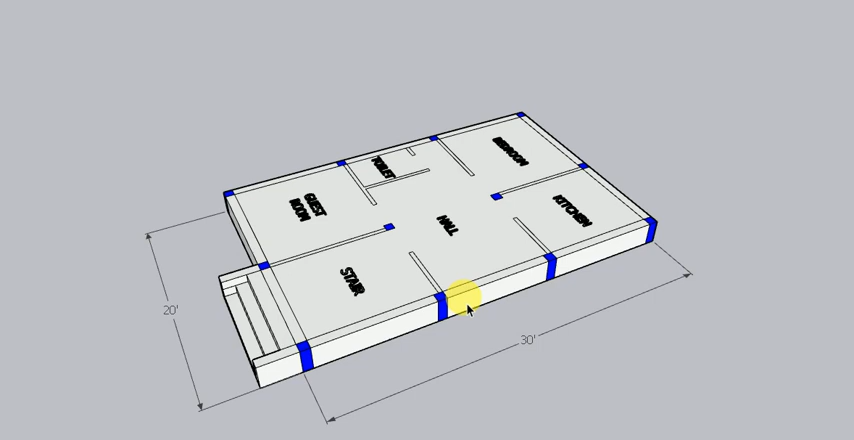 BEDROOM
TOILET
GUEST
ROOM
KITCHEN
HALL
STAIR
20'
30'